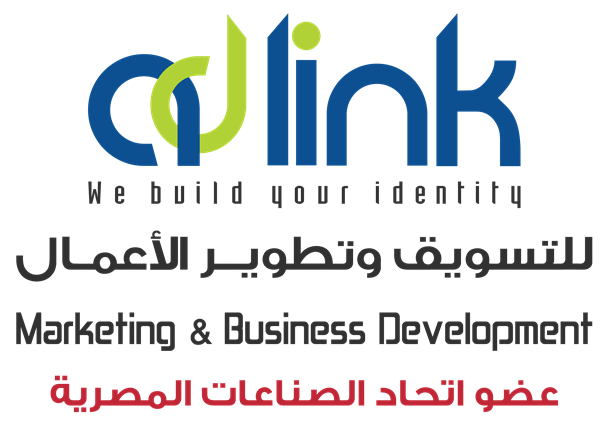 adlink
We build your identity
للتسويق وتطوير الأعمال
Marketing & Business Development
عضو اتحاد الصناعات المصرية